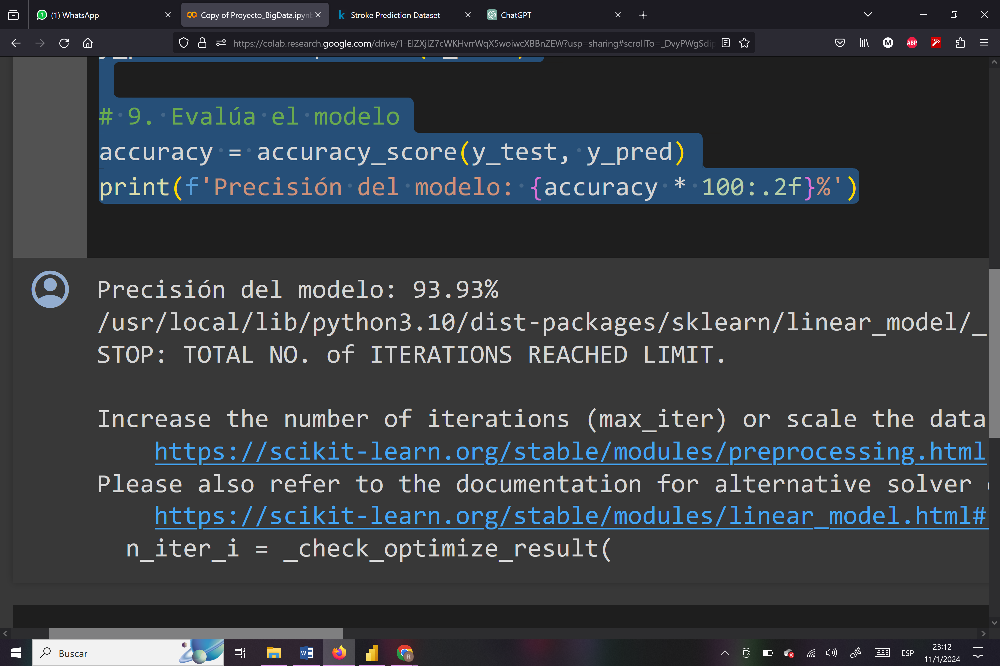 (1) WhatsApp
Copy of Proyecto_BigData.ipynb
Stroke Prediction Dataset
ChatGPT
https://colab.research.google.com/drive/1-ElZXjlZ7cWKHvrrWqX5woiwcXBBnZEW?usp=sharing#scrollTo=_DvyPWgSdip
M
ABP
# 9. Evalúa el modelo
accuracy = accuracy_score(y_test, y_pred)
print(f'Precisión del modelo: {accuracy * 100:.2f}%')
Precisión del modelo: 93.93%
/usr/local/lib/python3.10/dist-packages/sklearn/linear_model/_
STOP: TOTAL NO. of ITERATIONS REACHED LIMIT.
Increase the number of iterations (max_iter) or scale the data
https://scikit-learn.org/stable/modules/preprocessing.html
Please also refer to the documentation for alternative solver
https://scikit-learn.org/stable/modules/linear_model.html#
n_iter_i = _check_optimize_result(
Buscar
W
R
ESP
23:12
11/1/2024